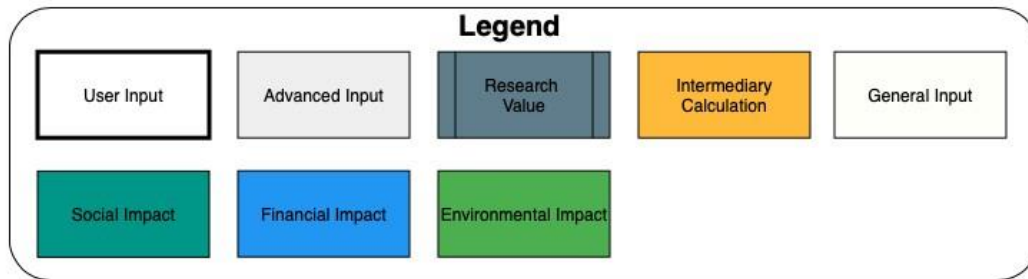 Legend
User Input
Advanced Input
Research
Value
Intermediary
Calculation
General Input
Social Impact
Financial Impact
Environmental Impact